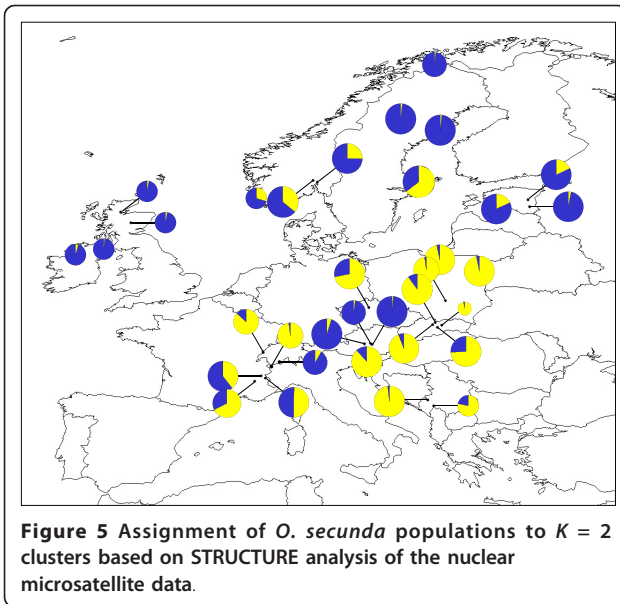 Figure 5 Assignment of O. secunda populations to K = 2
clusters based on STRUCTURE analysis of the nuclear
microsatellite data.